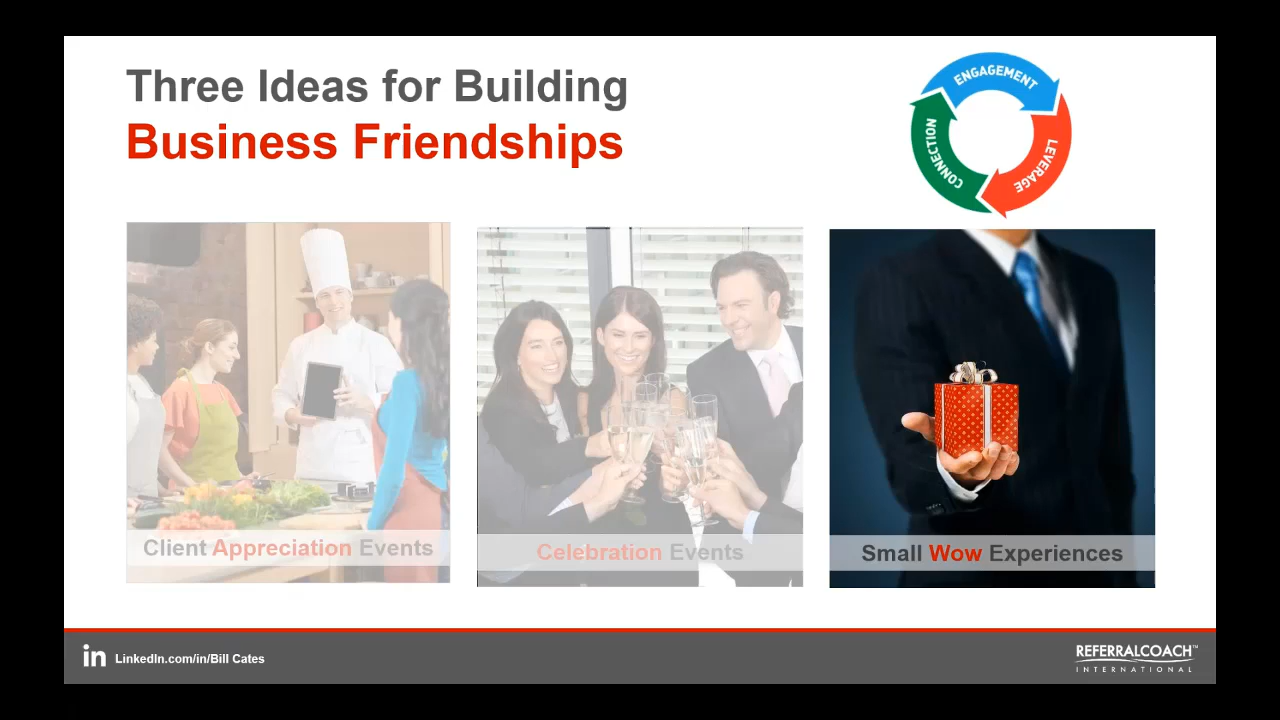 Three Ideas for Building
Business Friendships
ENGAGEMENT
LEVERAGE
CONNECTION
Client Appreciation Events
Celebration Events
Small Wow Experiences
in LinkedIn.com/in/Bill Cates
REFERRALCOACH™
INTERNATIONAL